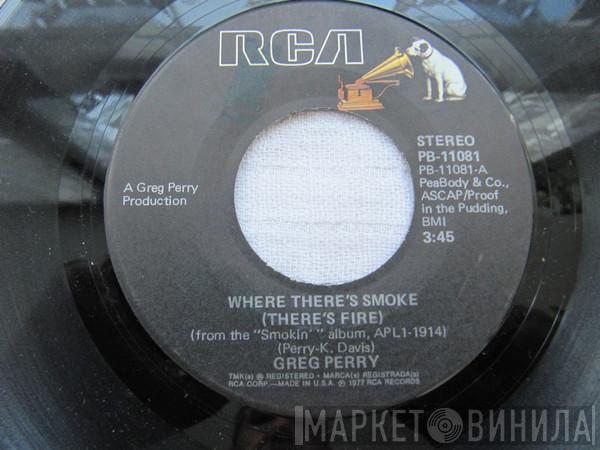 RCA
STEREO
PB-11081
PB-11081-A
PeaBody & Co.,
ASCAP/Proof
in the Pudding,
BMI
3:45
A Greg Perry
Production
WHERE THERE'S SMOKE
(THERE'S FIRE)
(from the "Smokin' " album, APL1-1914)
(Perry-K. Davis)
GREG PERRY
TMK(s) ® REGISTERED • MARCA(s) REGISTRADA(s)
RCA CORP.—MADE IN U.S.A. ℗ 1977 RCA RECORDS
МАРКЕТ ВИНИЛА